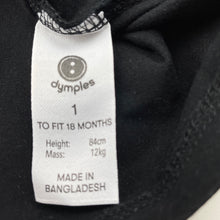 dymples
1
TO FIT 18 MONTHS
Height: 84cm
Mass: 12kg
MADE IN
BANGLADESH